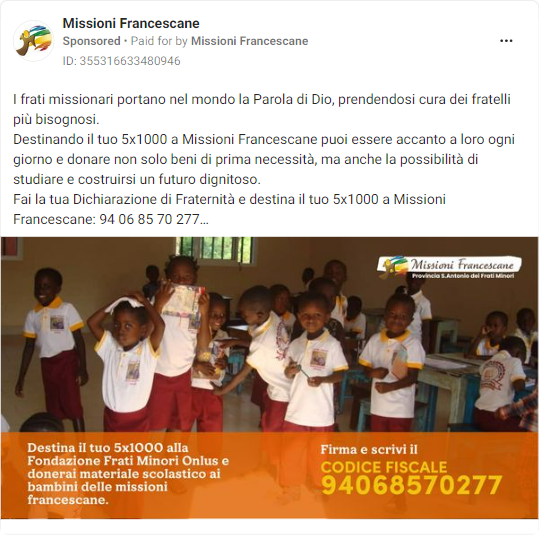 Missioni Francescane
Sponsored • Paid for by Missioni Francescane
ID: 355316633480946
I frati missionari portano nel mondo la Parola di Dio, prendendosi cura dei fratelli
più bisognosi.
Destinando il tuo 5x1000 a Missioni Francescane puoi essere accanto a loro ogni
giorno e donare non solo beni di prima necessità, ma anche la possibilità di
studiare e costruirsi un futuro dignitoso.
Fai la tua Dichiarazione di Fraternità e destina il tuo 5x1000 a Missioni
Francescane: 94 06 85 70 277...
Missioni Francescane
Provincia S.Antonio dei Frati Minori
Destina il tuo 5x1000 alla
Fondazione Frati Minori Onlus e
donerai materiale scolastico ai
bambini delle missioni
francescane.
Firma e scrivi il
CODICE FISCALE
94068570277